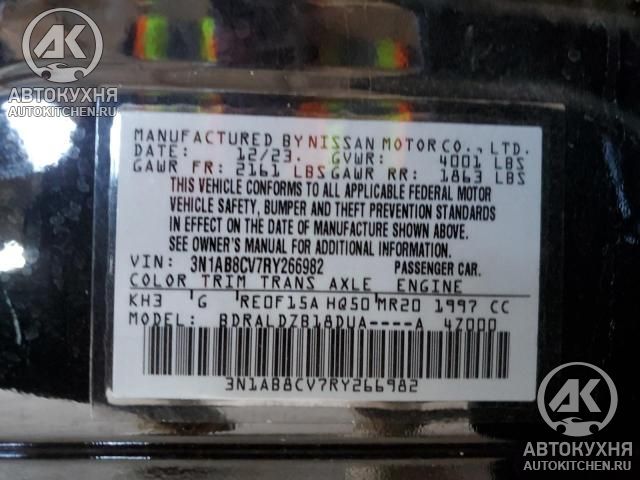 AK
АВТОКУХНЯ
AUTOKITCHEN.RU
MANUFACTURED BY NISSAN MOTOR CO., LTD.
DATE: 12/23. GVWR: 4001 LBS
GAWR FR: 2161 LBS GAWR RR: 1863 LBS
THIS VEHICLE CONFORMS TO ALL APPLICABLE FEDERAL MOTOR
VEHICLE SAFETY, BUMPER AND THEFT PREVENTION STANDARDS
IN EFFECT ON THE DATE OF MANUFACTURE SHOWN ABOVE.
SEE OWNER'S MANUAL FOR ADDITIONAL INFORMATION.
VIN: 3N1AB8CV7RY266982 PASSENGER CAR.
COLOR TRIM TRANS AXLE ENGINE
KH3 G RE0F15A HQ50 MR20 1997 CC
MODEL: BDRALDZB18DUA----A 47000
3N1AB8CV7RY266982
AK
АВТОКУХНЯ
AUTOKITCHEN.RU